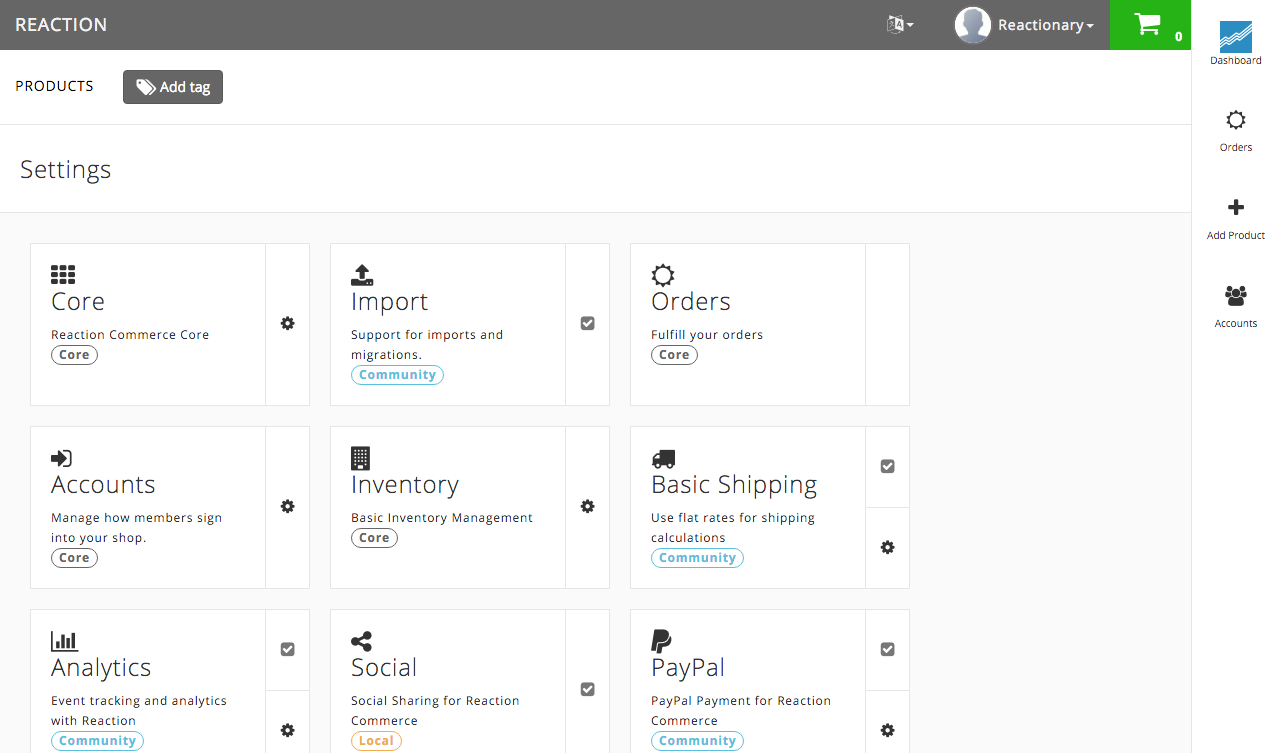 REACTION
Reactionary
0
PRODUCTS
Add tag
Settings
Core
Reaction Commerce Core
Core
Import
Support for imports and
migrations.
Community
Orders
Fulfill your orders
Core
Accounts
Manage how members sign
into your shop.
Core
Inventory
Basic Inventory Management
Core
Basic Shipping
Use flat rates for shipping
calculations
Community
Analytics
Event tracking and analytics
with Reaction
Community
Social
Social Sharing for Reaction
Commerce
Local
PayPal
PayPal Payment for Reaction
Commerce
Community
Dashboard
Orders
Add Product
Accounts